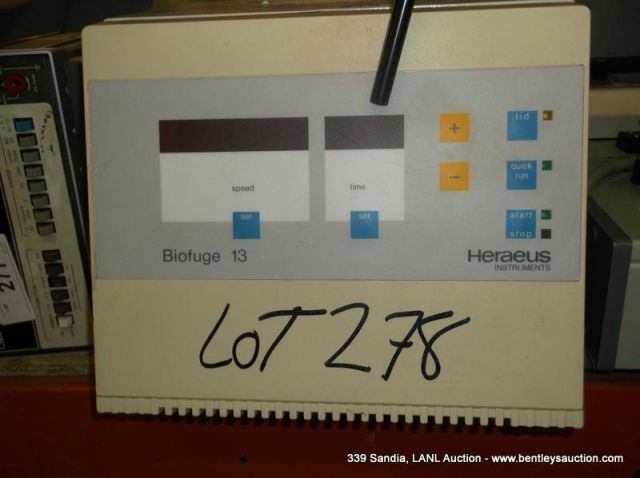 speed
time
set
set
+
-
lid
quick
run
start
stop
Biofuge 13
Heraeus
INSTRUMENTS
LOT 278
339 Sandia, LANL Auction - www.bentleysauction.com